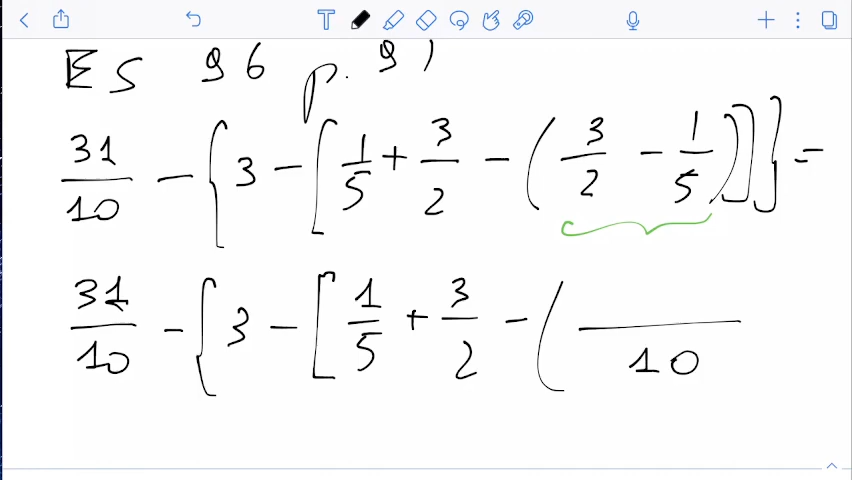 ES 96 p. 91
31/10 - { 3 - [ 1/5 + 3/2 - ( 3/2 - 1/5 ) ] } =
31/10 - { 3 - [ 1/5 + 3/2 - ( /10